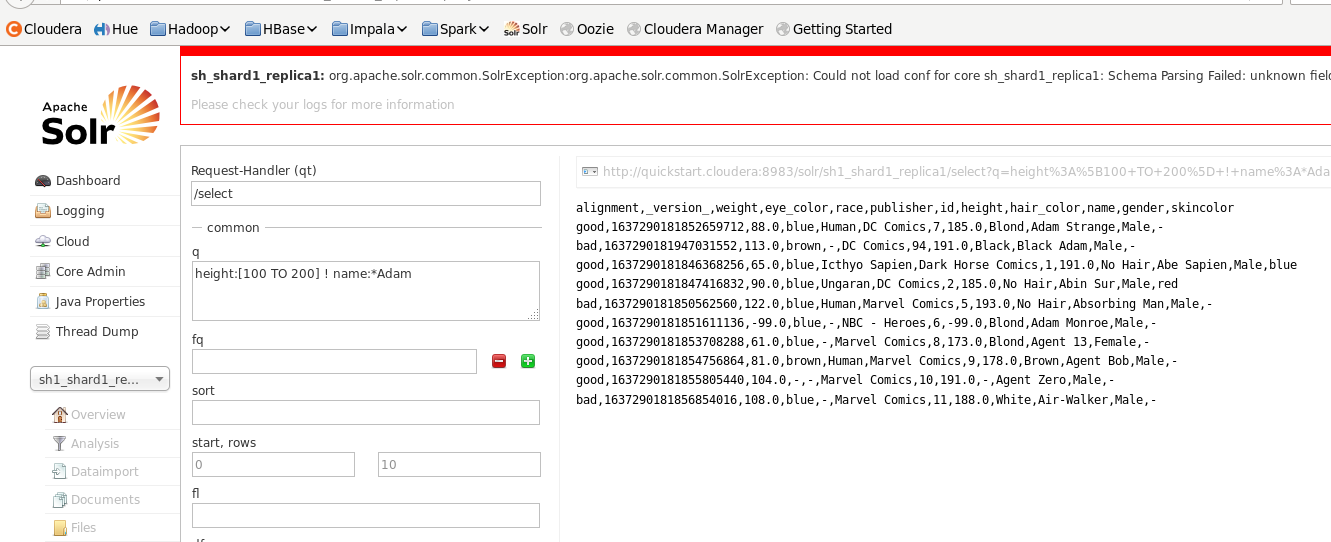 Cloudera Hue Hadoop HBase Impala Spark Solr Oozie Cloudera Manager Getting Started
sh_shard1_replica1: org.apache.solr.common.SolrException:org.apache.solr.common.SolrException: Could not load conf for core sh_shard1_replica1: Schema Parsing Failed: unknown field
Please check your logs for more information
Apache
Solr
Dashboard
Logging
Cloud
Core Admin
Java Properties
Thread Dump
sh1_shard1_re...
Overview
Analysis
Dataimport
Documents
Files
Request-Handler (qt)
/select
common
q
height:[100 TO 200] ! name:*Adam
fq
sort
start, rows
0
10
fl
http://quickstart.cloudera:8983/solr/sh1_shard1_replica1/select?q=height%3A%5B100+TO+200%5D+!+name%3A*Ada
alignment,_version_,weight,eye_color,race,publisher,id,height,hair_color,name,gender,skincolor
good,1637290181852659712,88.0,blue,Human,DC Comics,7,185.0,Blond,Adam Strange,Male,-
bad,1637290181947031552,113.0,brown,-,DC Comics,94,191.0,Black,Black Adam,Male,-
good,1637290181846368256,65.0,blue,Icthyo Sapien,Dark Horse Comics,1,191.0,No Hair,Abe Sapien,Male,blue
good,1637290181847416832,90.0,blue,Ungaran,DC Comics,2,185.0,No Hair,Abin Sur,Male,red
bad,1637290181850562560,122.0,blue,Human,Marvel Comics,5,193.0,No Hair,Absorbing Man,Male,-
good,1637290181851611136,-99.0,blue,-,NBC - Heroes,6,-99.0,Blond,Adam Monroe,Male,-
good,1637290181853708288,61.0,blue,-,Marvel Comics,8,173.0,Blond,Agent 13,Female,-
good,1637290181854756864,81.0,brown,Human,Marvel Comics,9,178.0,Brown,Agent Bob,Male,-
good,1637290181855805440,104.0,-,-,Marvel Comics,10,191.0,-,Agent Zero,Male,-
bad,1637290181856854016,108.0,blue,-,Marvel Comics,11,188.0,White,Air-Walker,Male,-